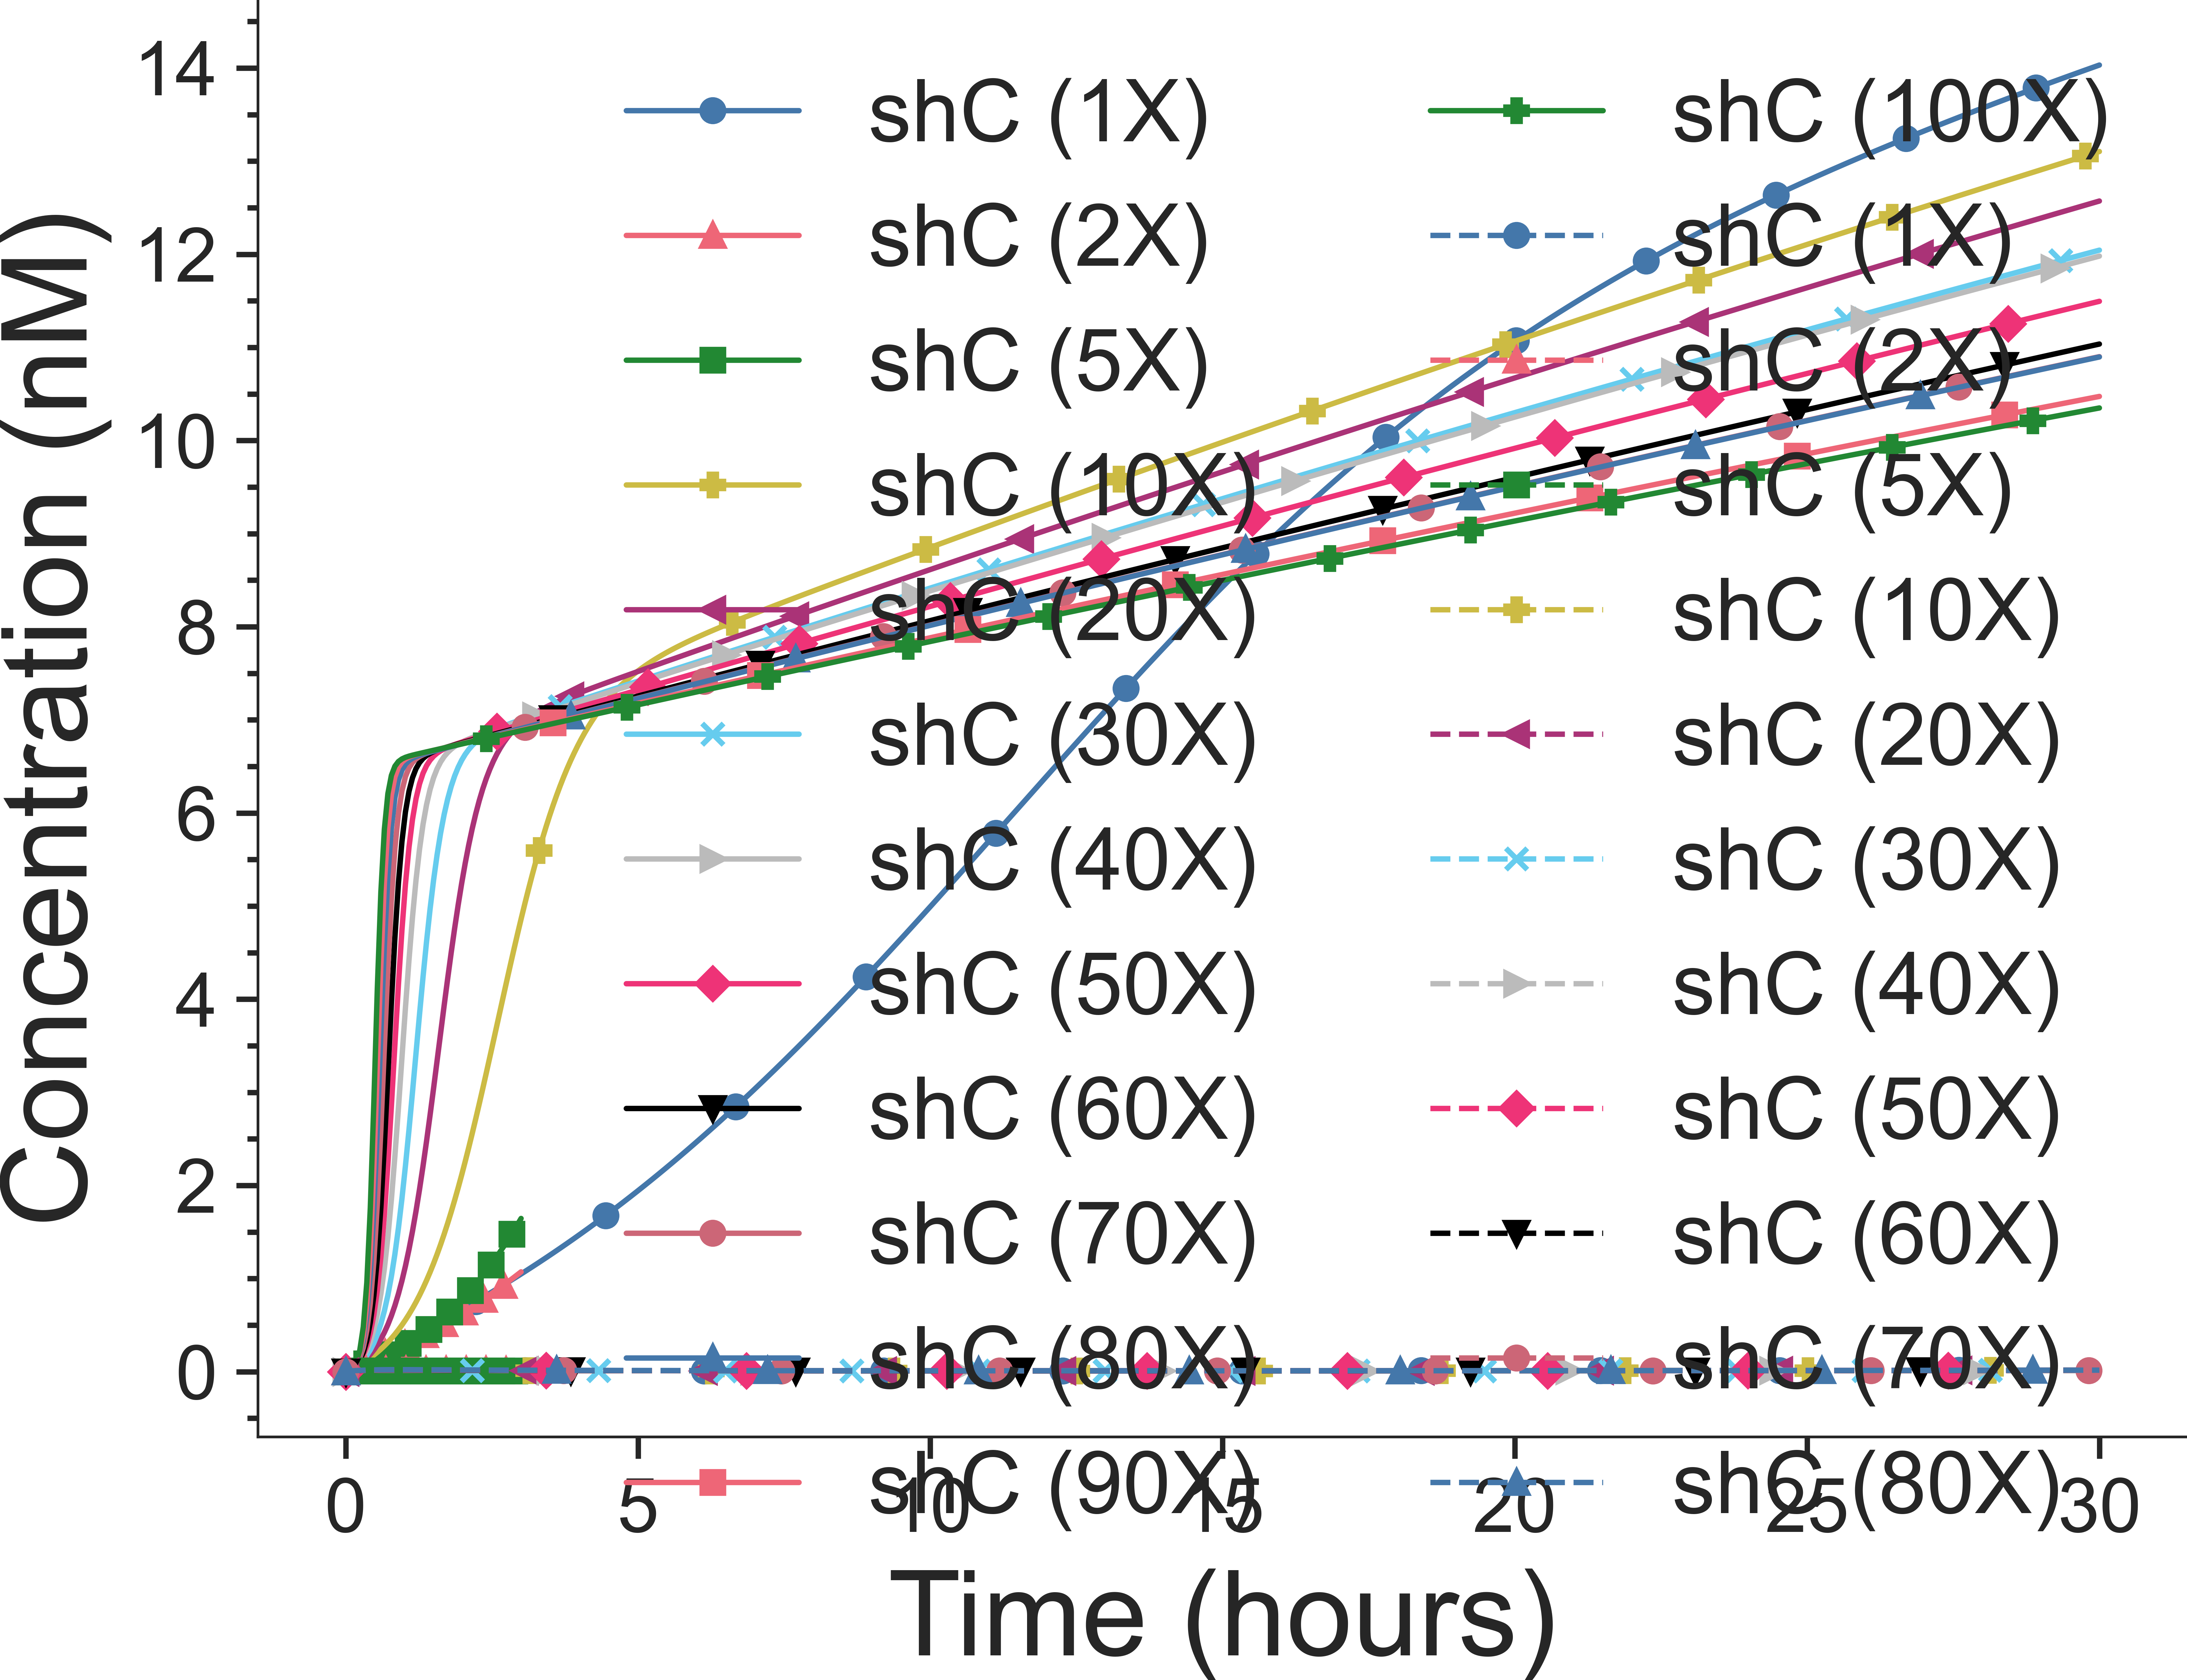 Concentration (nM)
14
12
10
8
6
4
2
0
shC (1X)
shC (2X)
shC (5X)
shC (10X)
shC (20X)
shC (30X)
shC (40X)
shC (50X)
shC (60X)
shC (70X)
shC (80X)
shC (90X)
shC (100X)
shC (1X)
shC (2X)
shC (5X)
shC (10X)
shC (20X)
shC (30X)
shC (40X)
shC (50X)
shC (60X)
shC (70X)
shC (80X)
0 5 10 15 20 25 30
Time (hours)